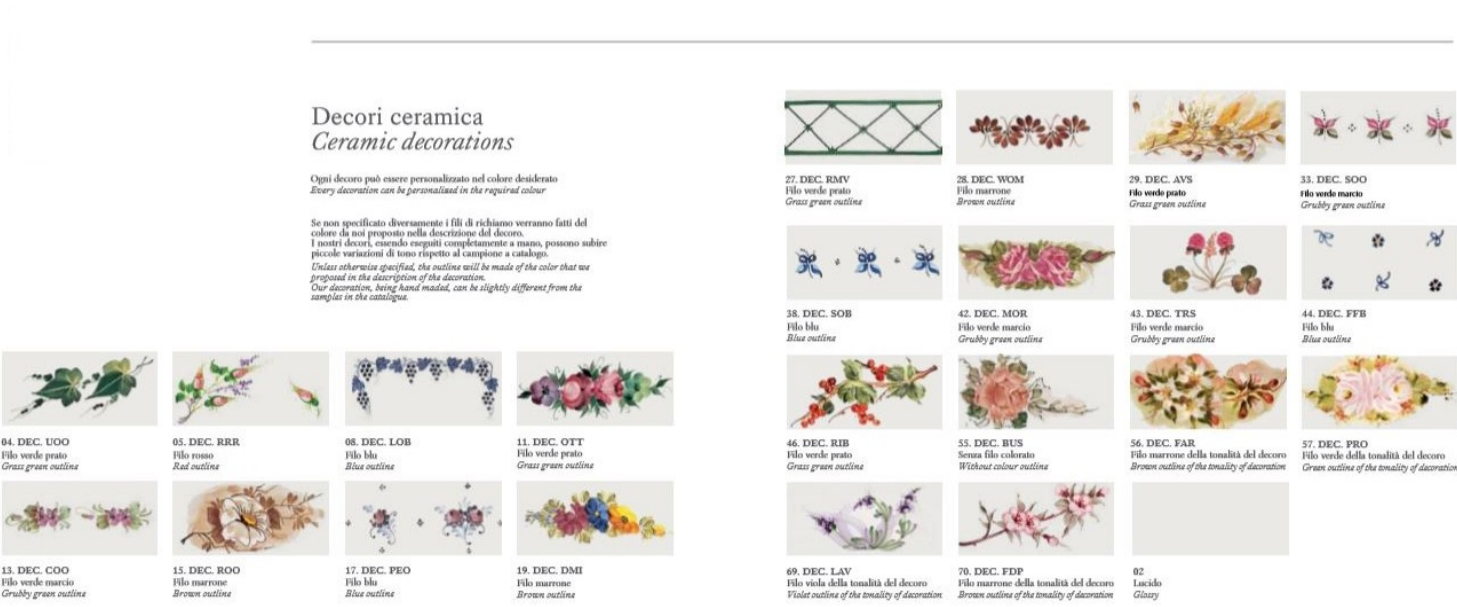 Decori ceramica
Ceramic decorations
Ogni decoro può essere personalizzato nel colore desiderato
Every decoration can be personalized in the required colour
Se non specificato diversamente i fili di richiamo verranno fatti del
colore da noi proposto nella descrizione del decoro.
I nostri decori, essendo eseguiti completamente a mano, possono subire
piccole variazioni di tono rispetto al campione a catalogo.
Unless otherwise specified, the outline will be made of the color that we
proposed in the description of the decoration.
Our decoration, being hand maded, can be slightly different from the
samples in the catalogue.
04. DEC. UOO
Filo verde prato
Grass green outline
05. DEC. RRR
Filo rosso
Red outline
08. DEC. LOB
Filo blu
Blue outline
11. DEC. OTT
Filo verde prato
Grass green outline
13. DEC. COO
Filo verde marcio
Grubby green outline
15. DEC. ROO
Filo marrone
Brown outline
17. DEC. PEO
Filo blu
Blue outline
19. DEC. DMI
Filo marrone
Brown outline
27. DEC. RMV
Filo verde prato
Grass green outline
28. DEC. WOM
Filo marrone
Brown outline
29. DEC. AVS
Filo verde prato
Grass green outline
33. DEC. SOO
Filo verde marcio
Grubby green outline
38. DEC. SOB
Filo blu
Blue outline
42. DEC. MOR
Filo verde marcio
Grubby green outline
43. DEC. TRS
Filo verde marcio
Grubby green outline
44. DEC. FFB
Filo blu
Blue outline
46. DEC. RIB
Filo verde prato
Grass green outline
55. DEC. BUS
Senza filo colorato
Without colour outline
56. DEC. FAR
Filo marrone della tonalità del decoro
Brown outline of the tonality of decoration
57. DEC. PRO
Filo verde della tonalità del decoro
Green outline of the tonality of decoration
69. DEC. LAV
Filo viola della tonalità del decoro
Violet outline of the tonality of decoration
70. DEC. FDP
Filo marrone della tonalità del decoro
Brown outline of the tonality of decoration
02
Lucido
Glossy